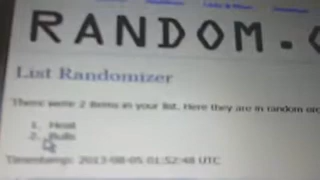 RANDOM.
List Randomizer
There were 2 items in your list. Here they are in random
1. Heat
2. Bulls
Timestamp: 2013-08-05 01:52:48 UTC